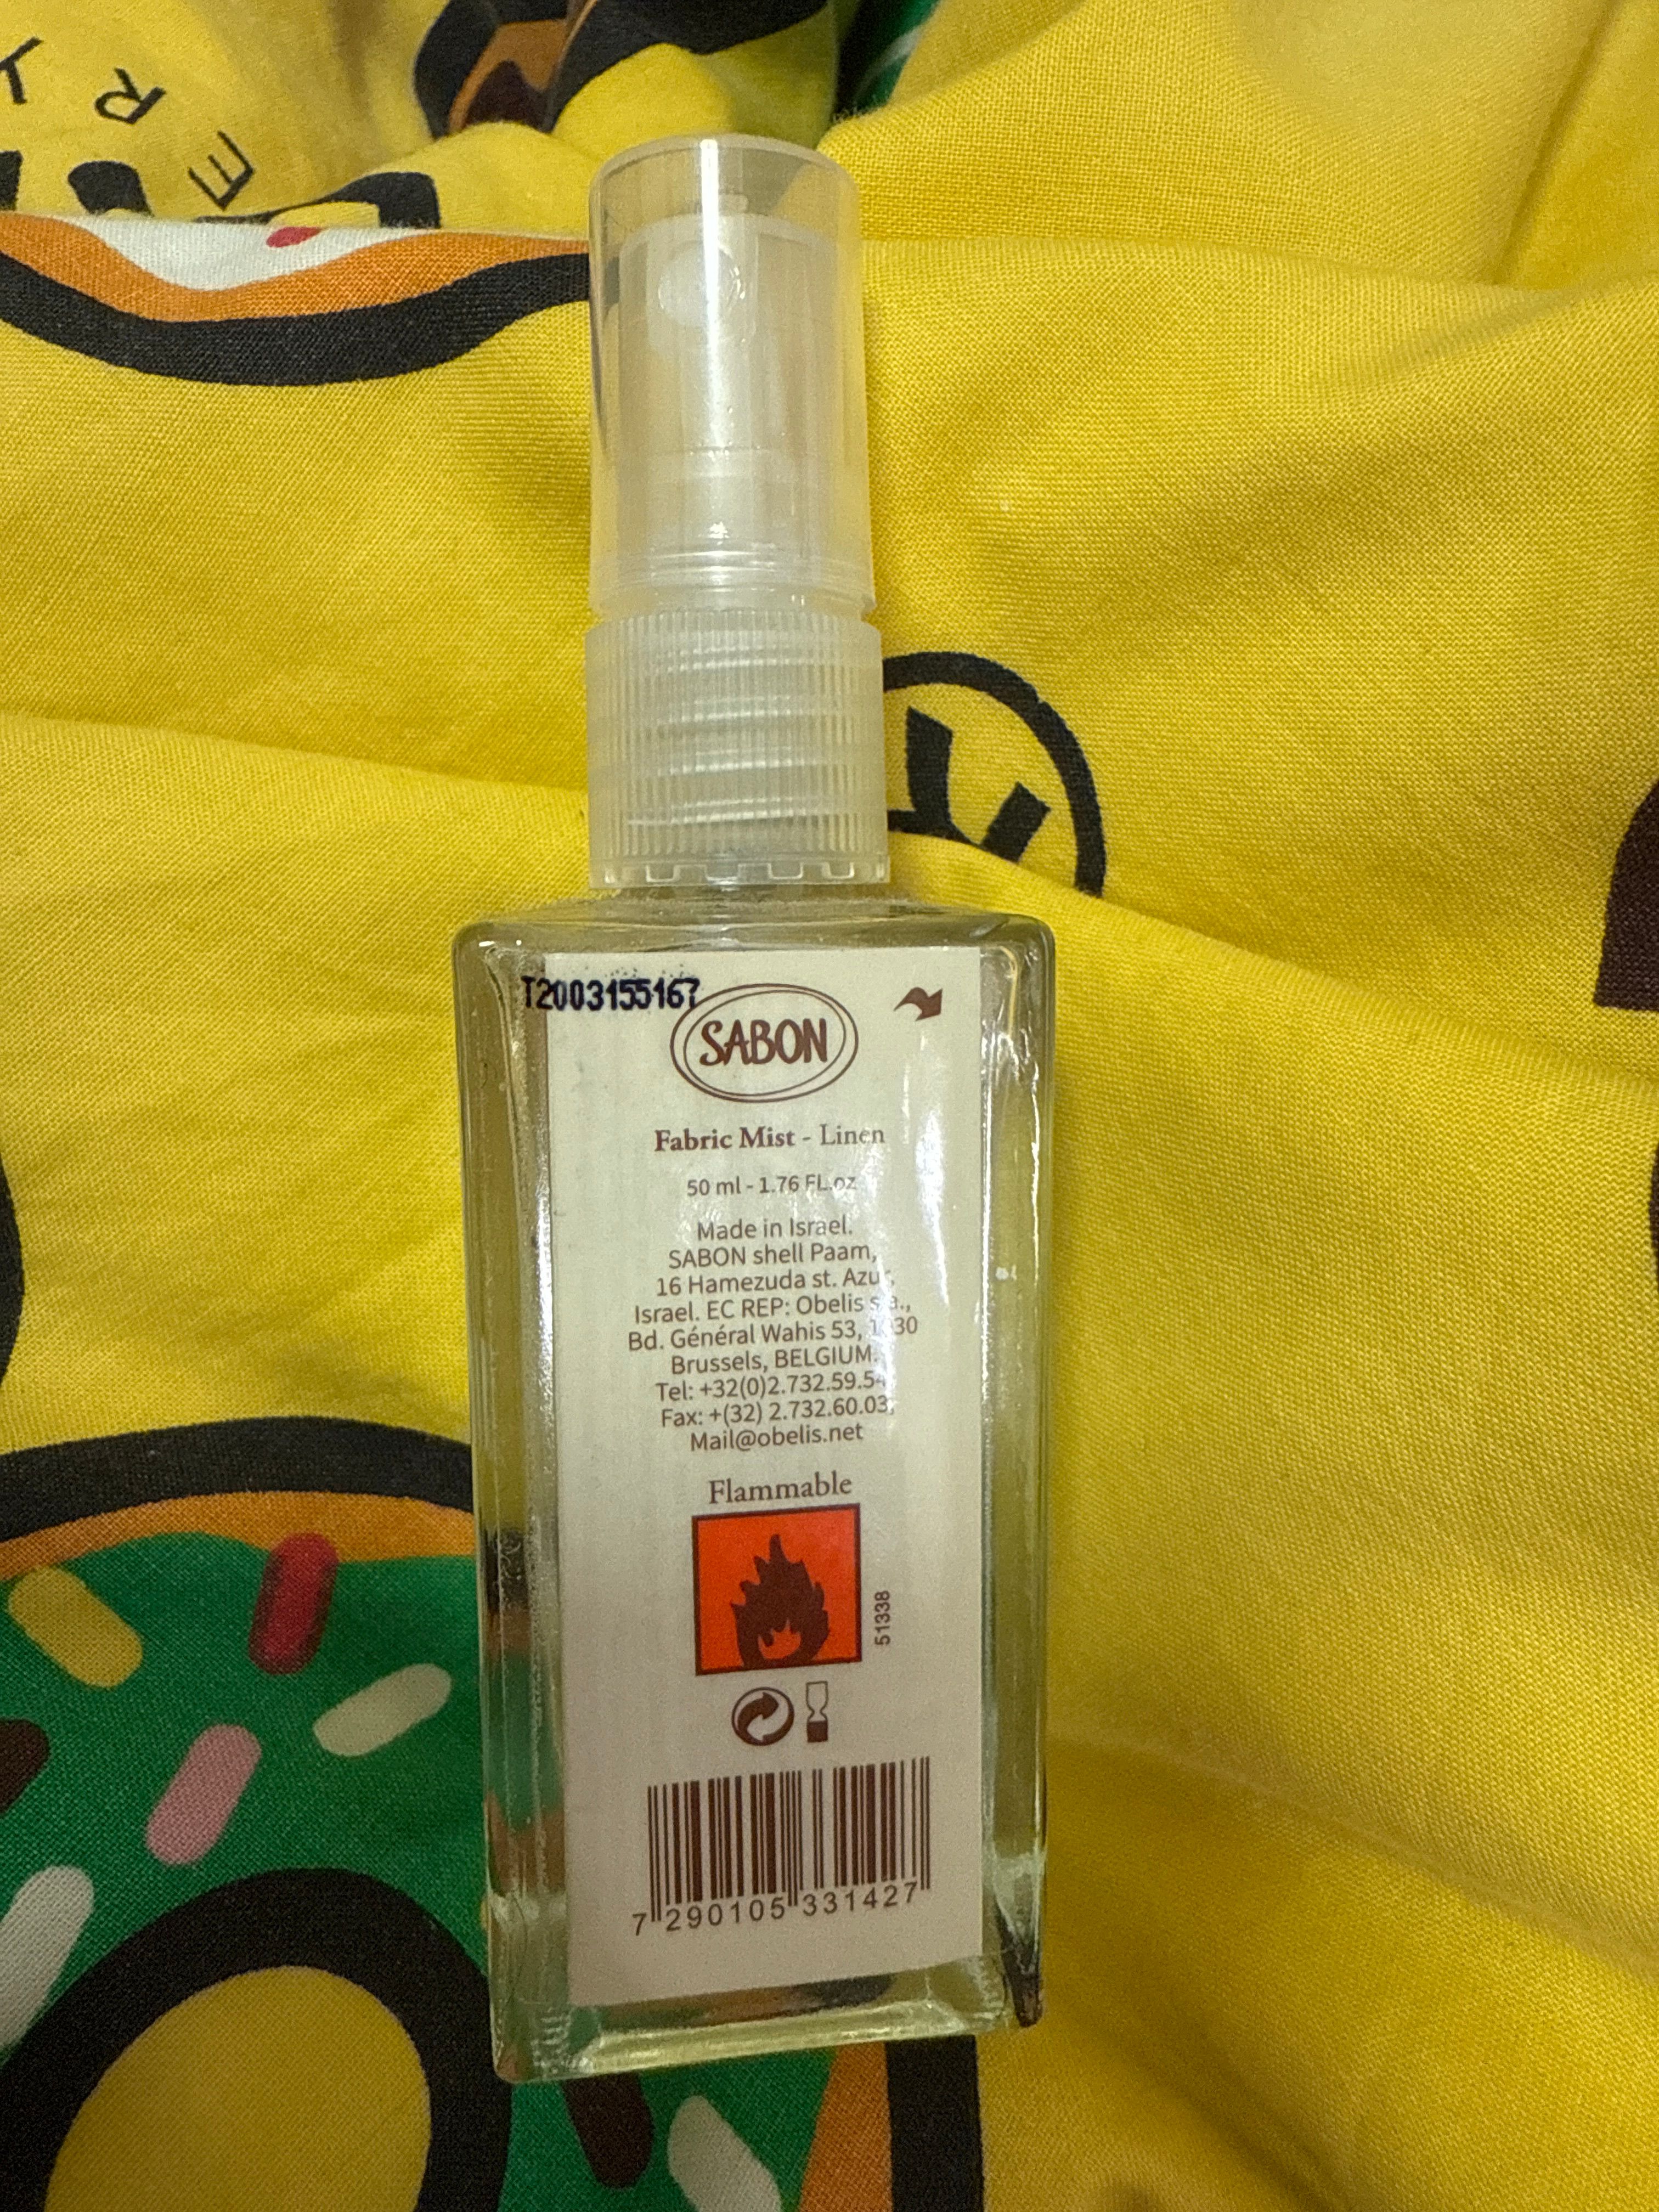 R Y
E
T2003155167
SABON
Fabric Mist - Linen
50 ml - 1.76 FL.oz
Made in Israel.
SABON shell Paam,
16 Hamezuda st. Azur,
Israel. EC REP: Obelis s.a.,
Bd. Général Wahis 53,
Brussels, BELGIUM.
Tel: +32(0)2.732.59.54
Fax: +(32) 2.732.60.03,
Mail@obelis.net
Flammable
51338
7 290105 331427